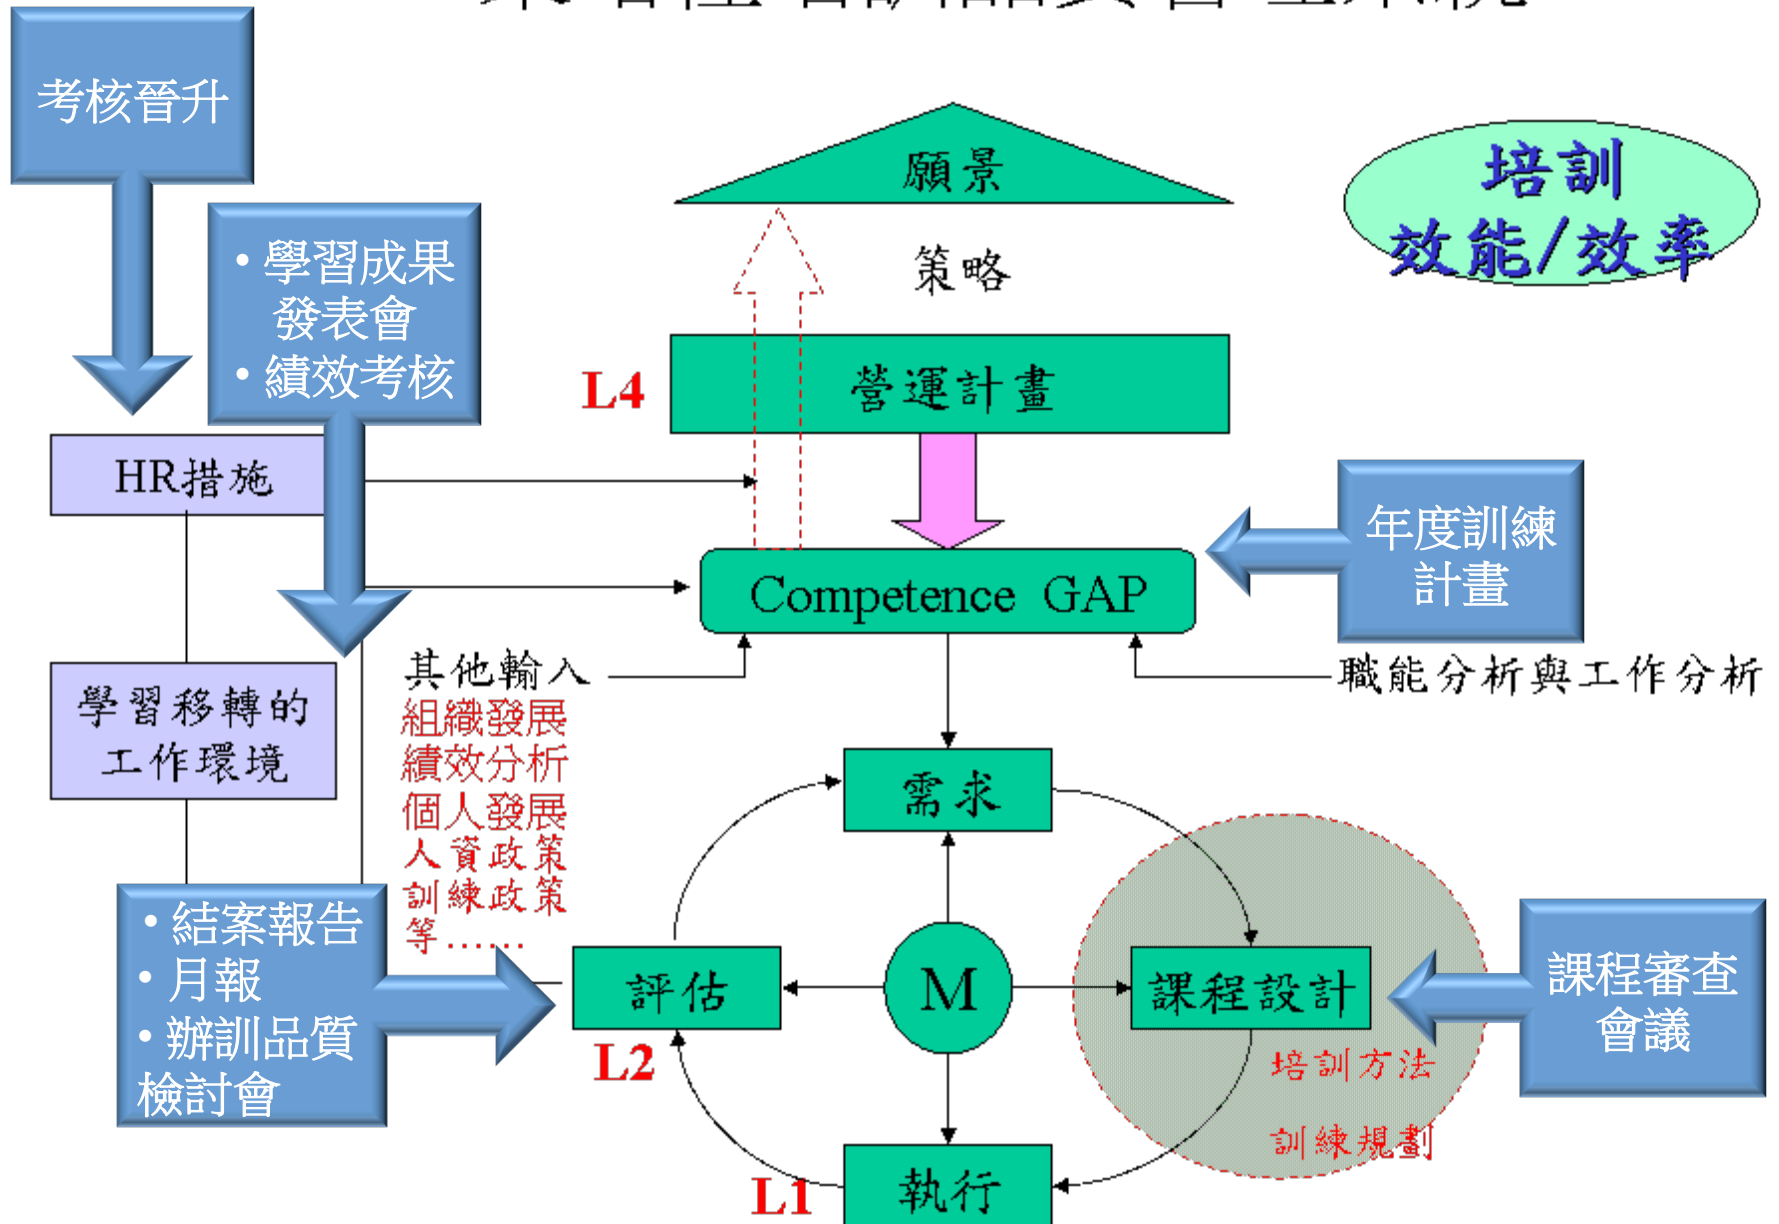 考核晉升
• 學習成果
發表會
• 績效考核
願景
策略
培訓
效能/效率
L4
營運計畫
HR措施
年度訓練
計畫
Competence GAP
其他輸入
組織發展
績效分析
個人發展
人資政策
訓練政策
等……
職能分析與工作分析
學習移轉的
工作環境
需求
• 結案報告
• 月報
• 辦訓品質
檢討會
評估
L2
M
課程設計
培訓方法
訓練規劃
課程審查
會議
L1
執行